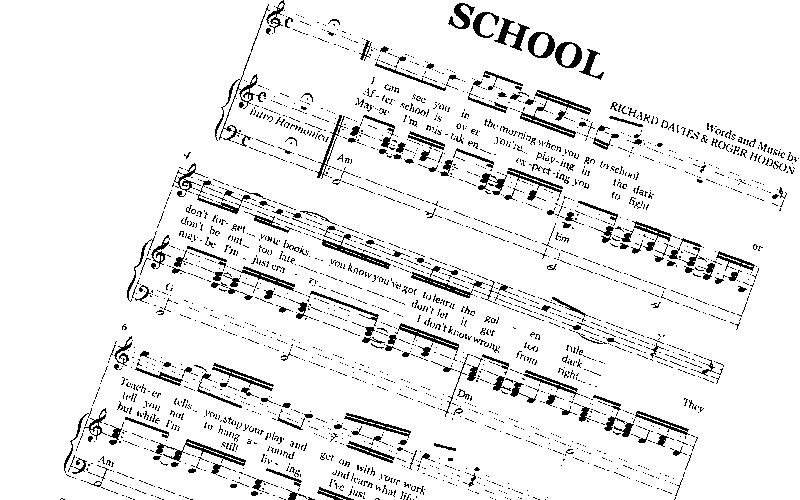 SCHOOL
Words and Music by
RICHARD DAVIES & ROGER HODSON
Intro Harmonica
I can see you in the morning when you go to school
Af- ter school is ov er you're play-ing in the dark
May-be I'm mis- tak en ex- pect-ing you to fight
Am
Em
or
4
don't for- get your books you know you've got to learn the gol en rule.
don't be out too late don't let it get too dark
may- be I'm just I don't know wrong from right
G
Dm
They
6
Teach-er tells you stop your play and get on with your work
tell you not to hang a- round and learn what life
but while I'm still liv- ing, I've just
Am